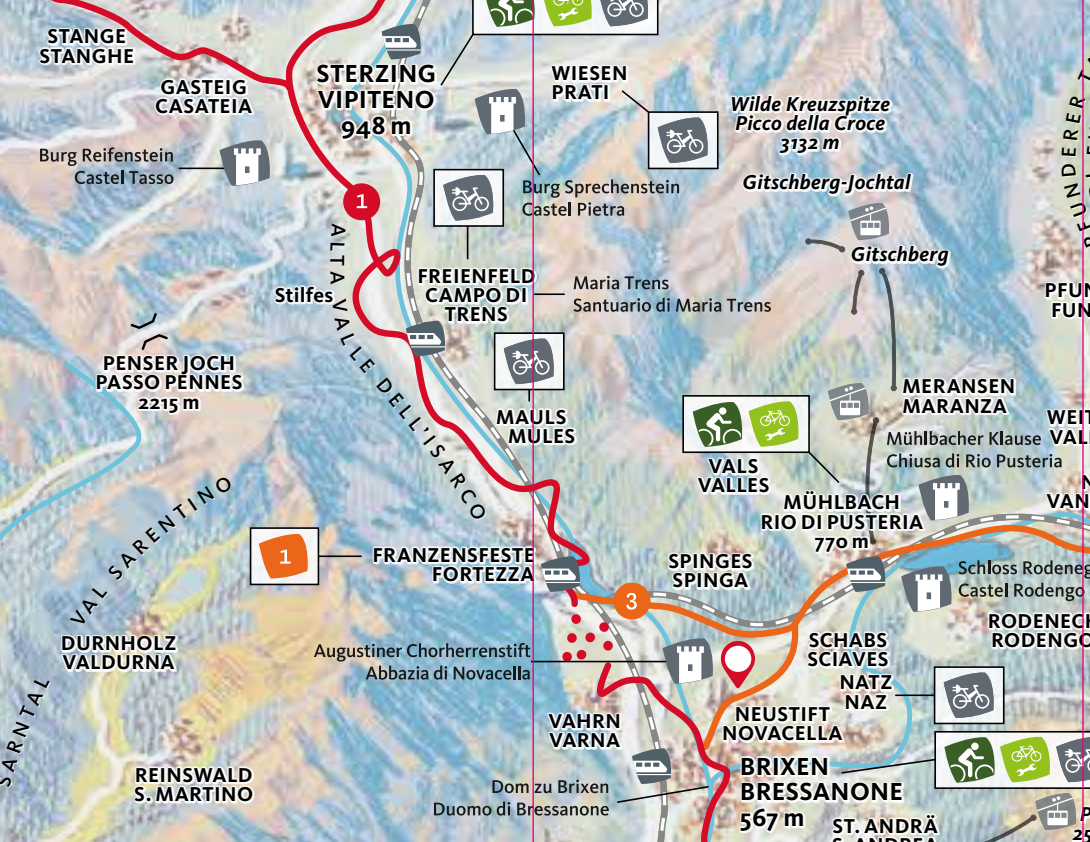 STANGE
STANGHE
GASTEIG
CASATEIA
STERZING
VIPITENO
948 m
WIESEN
PRATI
Wilde Kreuzspitze
Picco della Croce
3132 m
Gitschberg-Jochtal
Gitschberg
Burg Reifenstein
Castel Tasso
Burg Sprechenstein
Castel Pietra
1
ALTA VALLE DELL'ISARCO
Stilfes
FREIENFELD
CAMPO DI
TRENS
Maria Trens
Santuario di Maria Trens
PENSER JOCH
PASSO PENNES
2215 m
MAULS
MULES
MERANSEN
MARANZA
Mühlbacher Klause
Chiusa di Rio Pusteria
VALS
VALLES
MÜHLBACH
RIO DI PUSTERIA
770 m
VAL SARENTINO
1
FRANZENSFESTE
FORTEZZA
SPINGES
SPINGA
3
Castel Rodengo
RODENGO
DURNHOLZ
VALDURNA
Augustiner Chorherrenstift
Abbazia di Novacella
SCHABS
SCIAVES
NATZ
NAZ
SARNTAL
VAHRN
VARNA
NEUSTIFT
NOVACELLA
REINSWALD
S. MARTINO
BRIXEN
BRESSANONE
567 m
Dom zu Brixen
Duomo di Bressanone
ST. ANDRÄ